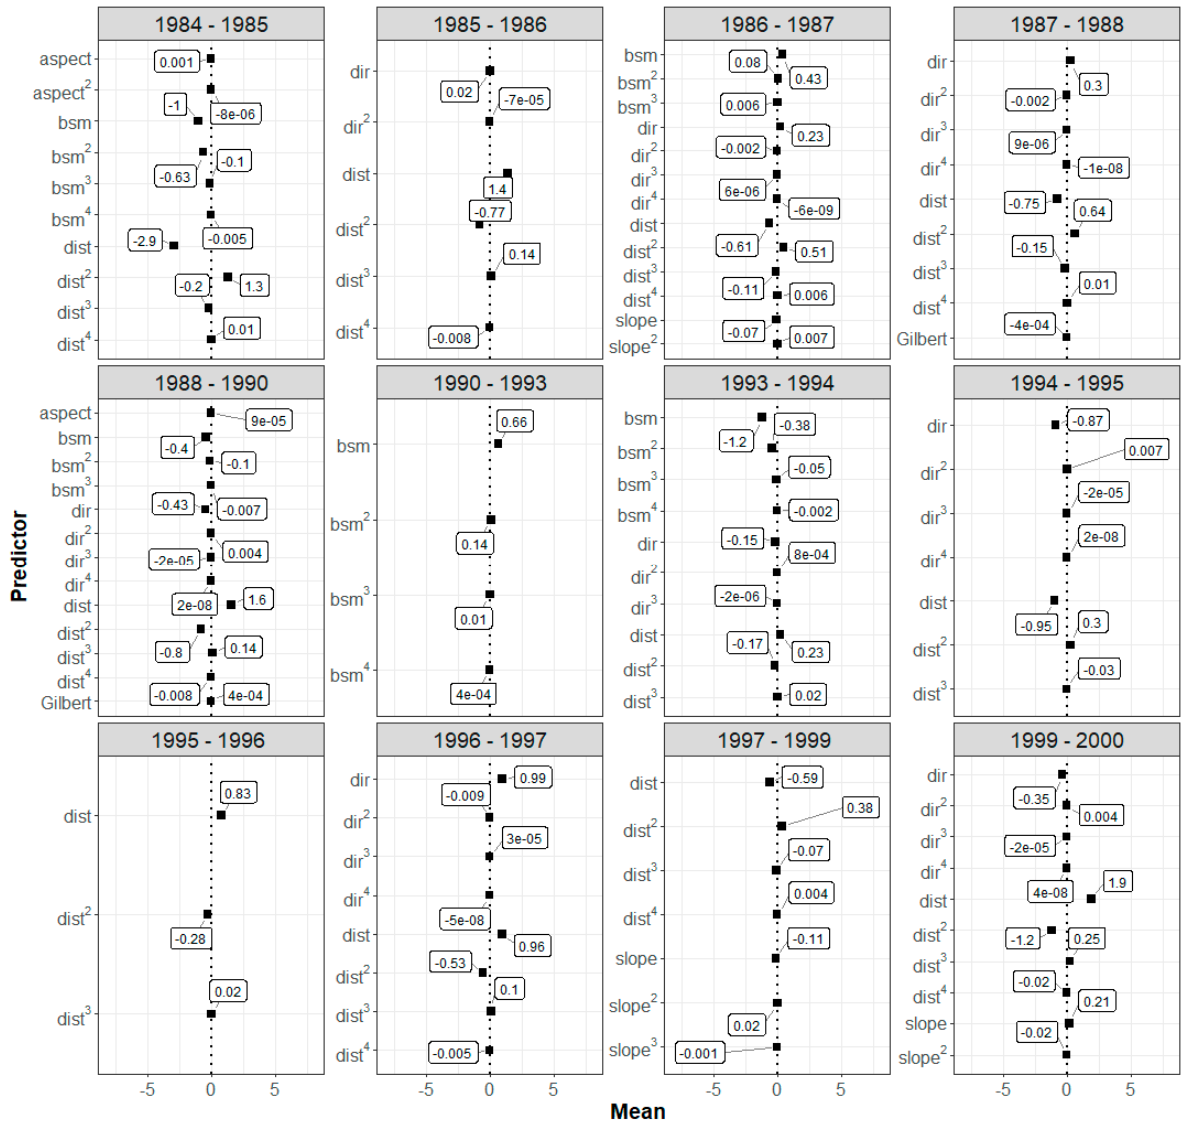 1984 - 1985
1985 - 1986
1986 - 1987
1987 - 1988
aspect
0.001
aspect²
-8e-06
bsm
-1
bsm²
-0.63
bsm³
-0.1
bsm⁴
-0.005
dist
-2.9
dist²
1.3
dist³
-0.2
dist⁴
0.01
dir
0.02
dir²
-7e-05
dist
1.4
dist²
-0.77
dist³
0.14
dist⁴
-0.008
bsm
0.43
bsm²
0.08
bsm³
0.006
dir
0.23
dir²
-0.002
dir³
6e-06
dir⁴
-6e-09
dist
-0.61
dist²
0.51
dist³
-0.11
dist⁴
0.006
slope
-0.07
slope²
0.007
dir
0.3
dir²
-0.002
dir³
9e-06
dir⁴
-1e-08
dist
-0.75
dist²
0.64
dist³
-0.15
dist⁴
0.01
Gilbert
-4e-04
1988 - 1990
1990 - 1993
1993 - 1994
1994 - 1995
aspect
9e-05
bsm
-0.4
bsm²
-0.1
bsm³
-0.007
dir
-0.43
dir²
0.004
dir³
-2e-05
dir⁴
2e-08
dist
1.6
dist²
-0.8
dist³
0.14
dist⁴
-0.008
Gilbert
4e-04
bsm
0.66
bsm²
0.14
bsm³
0.01
bsm⁴
4e-04
bsm
-1.2
bsm²
-0.38
bsm³
-0.05
bsm⁴
-0.002
dir
-0.15
dir²
8e-04
dir³
-2e-06
dist
0.23
dist²
-0.17
dist³
0.02
dir
-0.87
dir²
0.007
dir³
-2e-05
dir⁴
2e-08
dist
-0.95
dist²
0.3
dist³
-0.03
1995 - 1996
1996 - 1997
1997 - 1999
1999 - 2000
dist
0.83
dist²
-0.28
dist³
0.02
dir
0.99
dir²
-0.009
dir³
3e-05
dir⁴
-5e-08
dist
0.96
dist²
-0.53
dist³
0.1
dist⁴
-0.005
dist
-0.59
dist²
0.38
dist³
-0.07
dist⁴
0.004
slope
-0.11
slope²
0.02
slope³
-0.001
dir
-0.35
dir²
0.004
dir³
-2e-05
dir⁴
4e-08
dist
1.9
dist²
-1.2
dist³
0.25
dist⁴
-0.02
slope
0.21
slope²
-0.02
-5 0 5
-5 0 5
-5 0 5
-5 0 5
Mean
Predictor